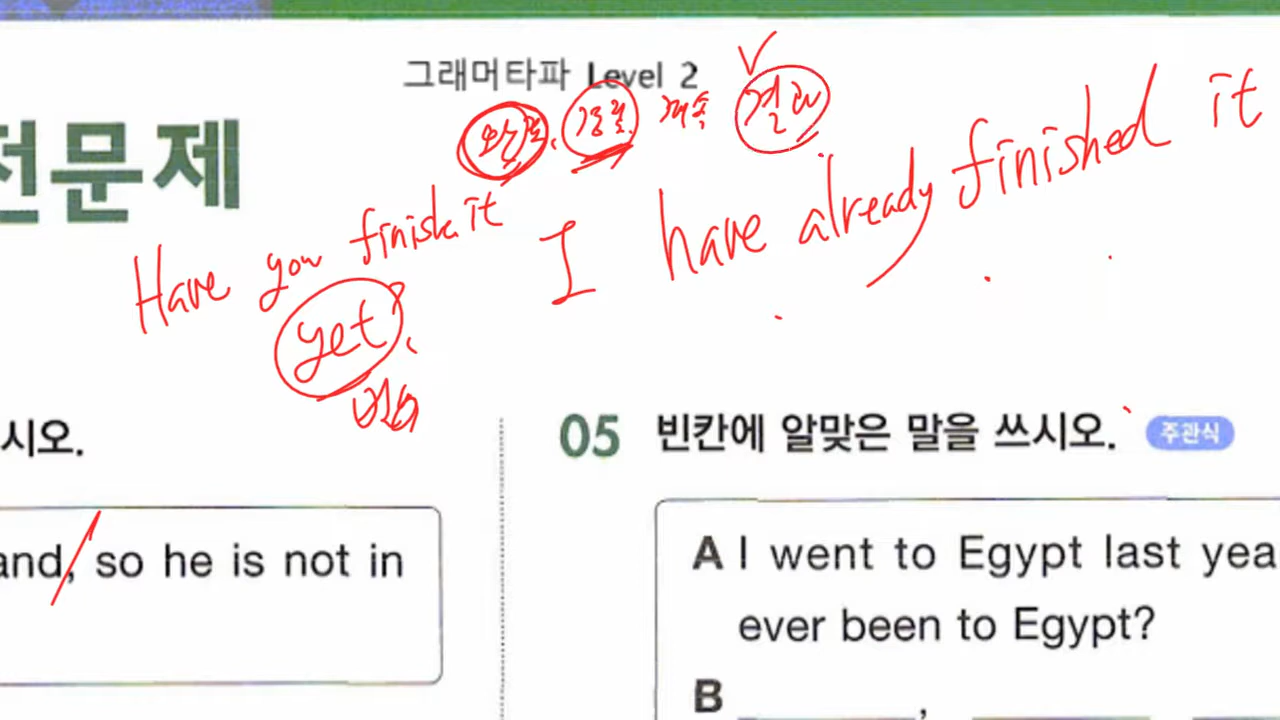 그래머타파 Level 2
완료, 경험, 계속 결과
전문제
Have you finish it
yet?
I have already finished it
시오.
and, so he is not in
05 빈칸에 알맞은 말을 쓰시오. 주관식
A I went to Egypt last yea
ever been to Egypt?
B ,